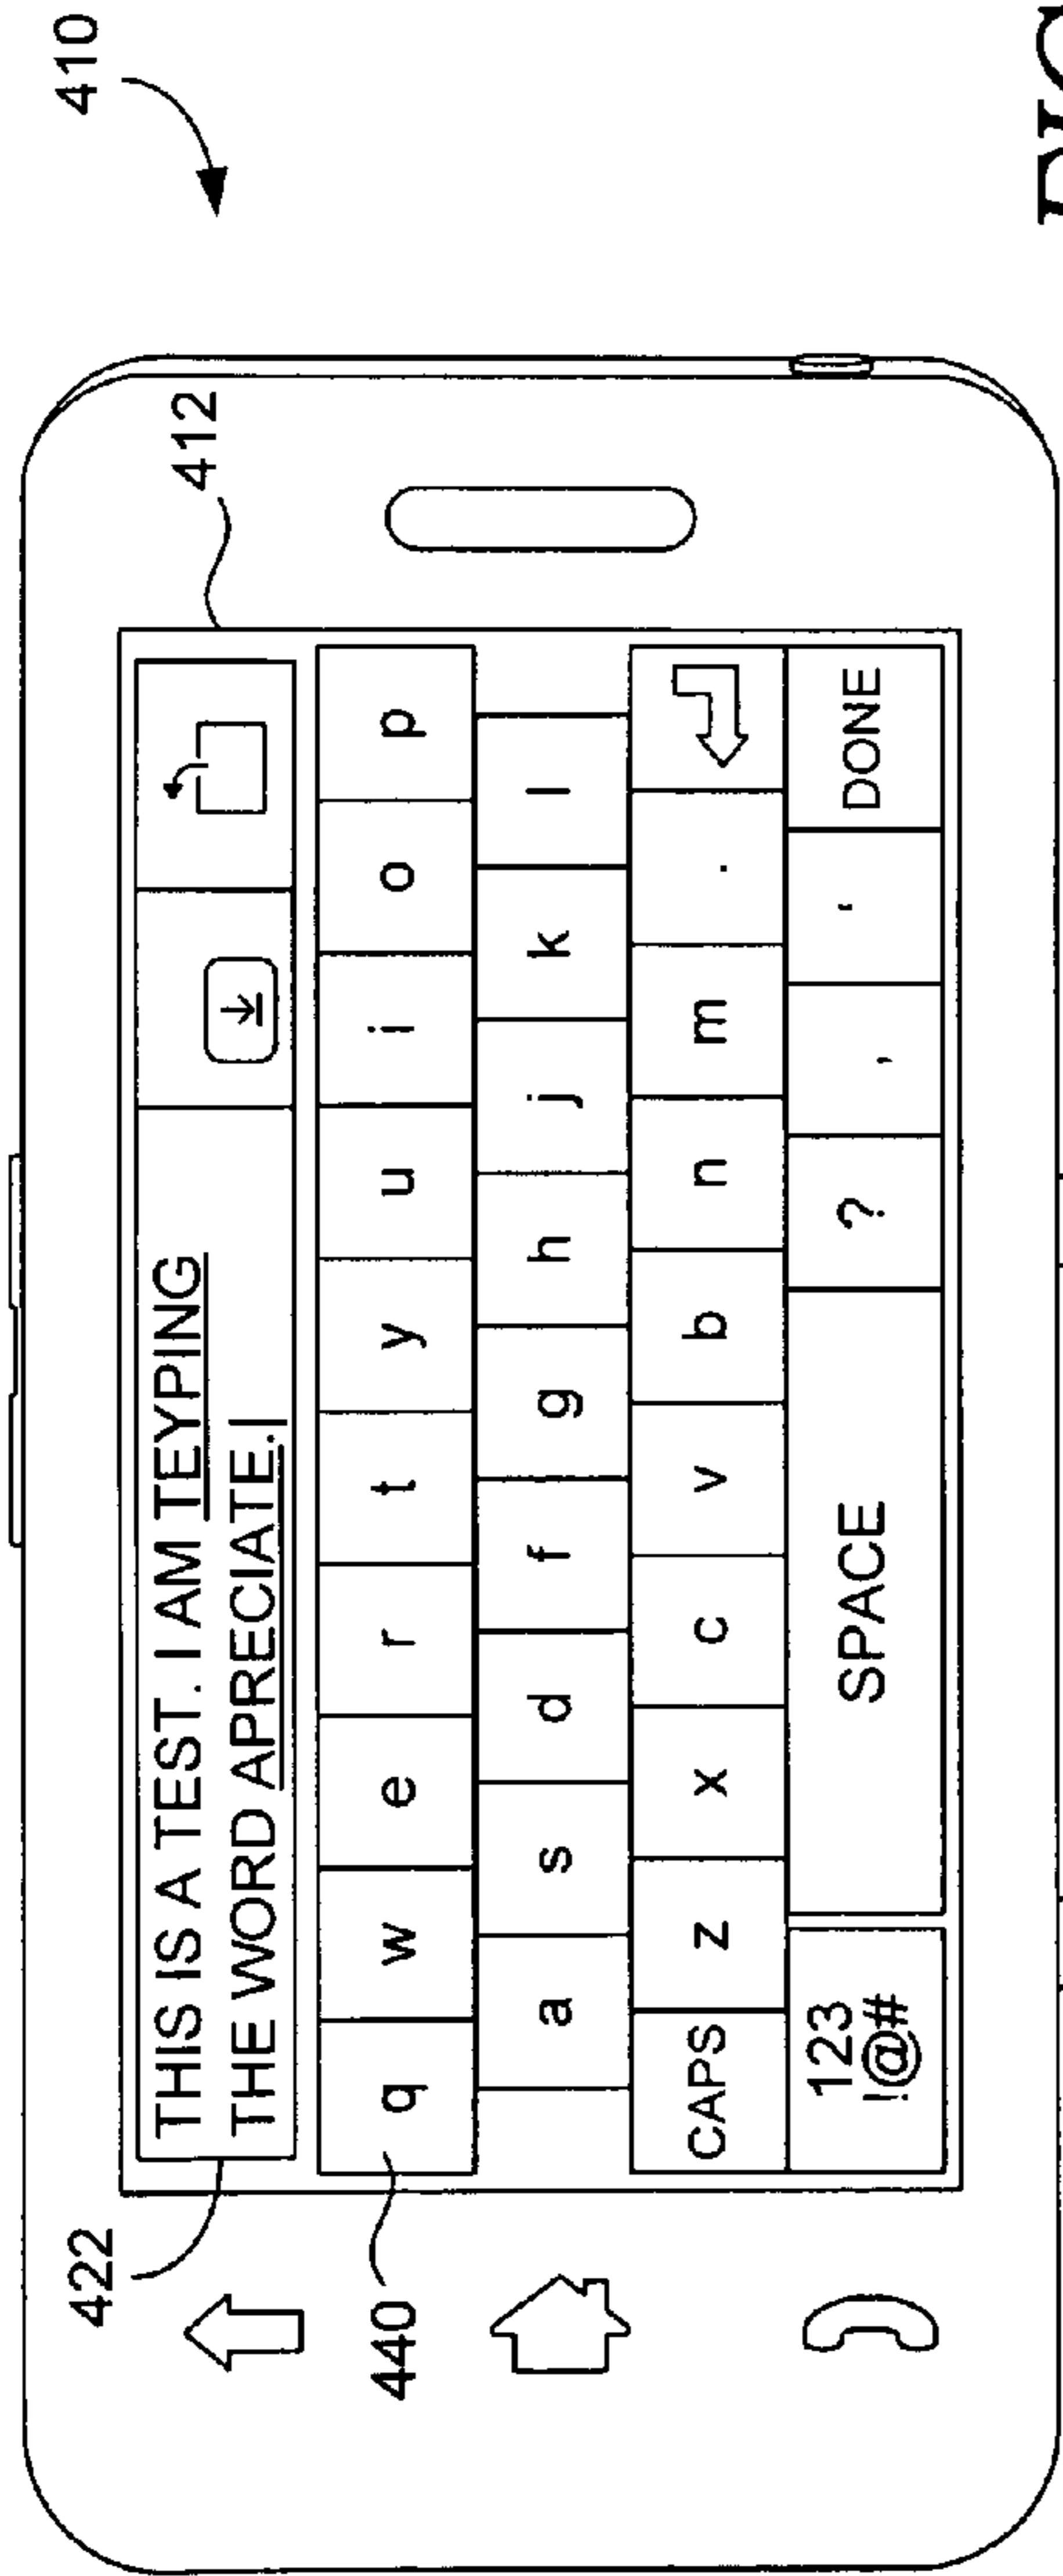 410
412
422
THIS IS A TEST. I AM TEYPING
THE WORD APRECIATE.
440
q w e r t y u i o p
a s d f g h j k l
CAPS z x c v b n m .
123
!@#
SPACE ? , ‘ DONE